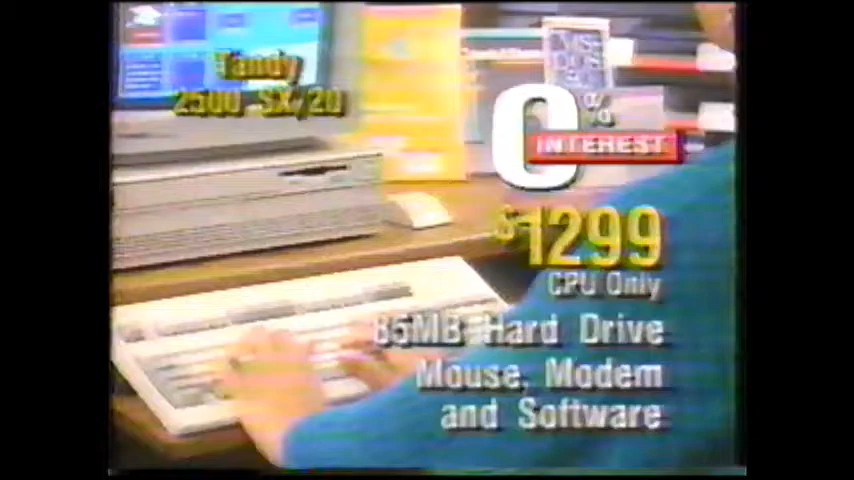 Tandy
2500 SX/20
0%
INTEREST
$1299
CPU Only
85MB Hard Drive
Mouse, Modem
and Software